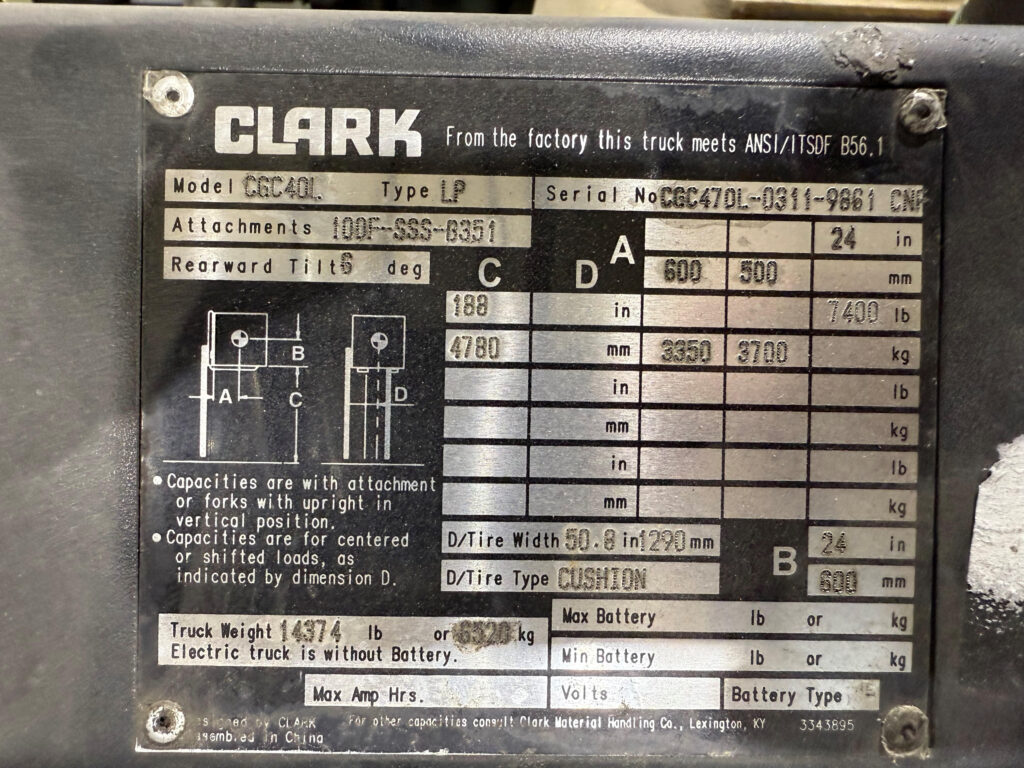 CLARK From the factory this truck meets ANSI/ITSDF B56.1
Model CGC40L Type LP Serial No CGC470L-0311-9861
Attachments 100F-SSS-B351
Rearward Tilt 6 deg
A 24 in
C D 600 500 mm
188 in 7400 lb
4780 mm 3350 3700 kg
in lb
mm kg
in lb
mm kg
B
A C
D
• Capacities are with attachment
or forks with upright in
vertical position.
• Capacities are for centered
or shifted loads, as
indicated by dimension D.
D/Tire Width 50.8 in 1290 mm
D/Tire Type CUSHION
B 24 in
600 mm
Truck Weight 14374 lb or 6520 kg
Electric truck is without Battery.
Max Battery lb or kg
Min Battery lb or kg
Max Amp Hrs. Volts Battery Type
by CLARK For other capacities consult Clark Material Handling Co., Lexington, KY 3343895
in China